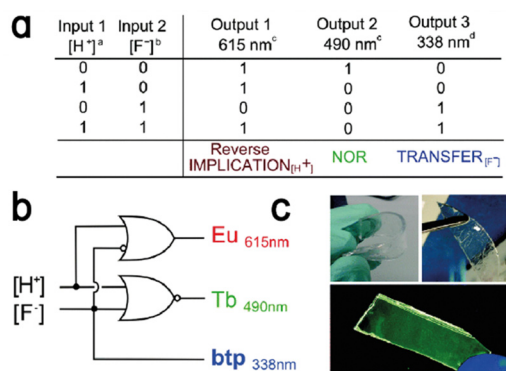 a
Input 1 Input 2 Output 1 Output 2 Output 3
[H⁺]ᵃ [F⁻]ᵇ 615 nmᶜ 490 nmᶜ 338 nmᵈ
0 0 1 1 0
1 0 1 0 0
0 1 0 0 1
1 1 1 0 1
Reverse IMPLICATION[H⁺] NOR TRANSFER[F⁻]
b
[H⁺]
[F⁻]
Eu 615nm
Tb 490nm
btp 338nm
c